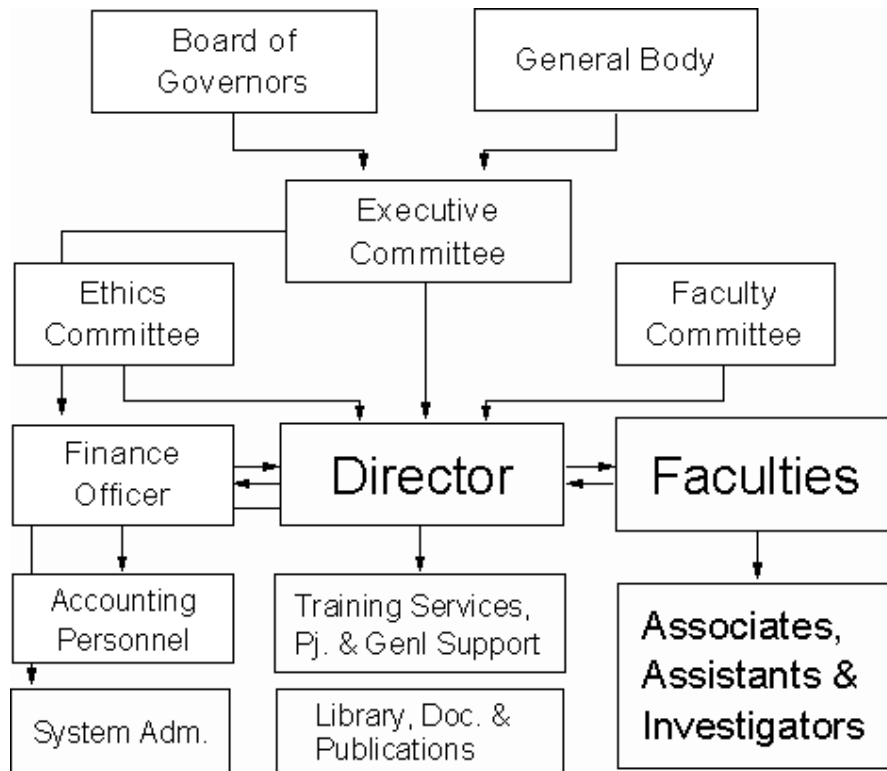 Board of
Governors
General Body
Executive
Committee
Ethics
Committee
Faculty
Committee
Finance
Officer
Director
Faculties
Accounting
Personnel
Training Services,
Pj. & Genl Support
Associates,
Assistants &
Investigators
System Adm.
Library, Doc. &
Publications